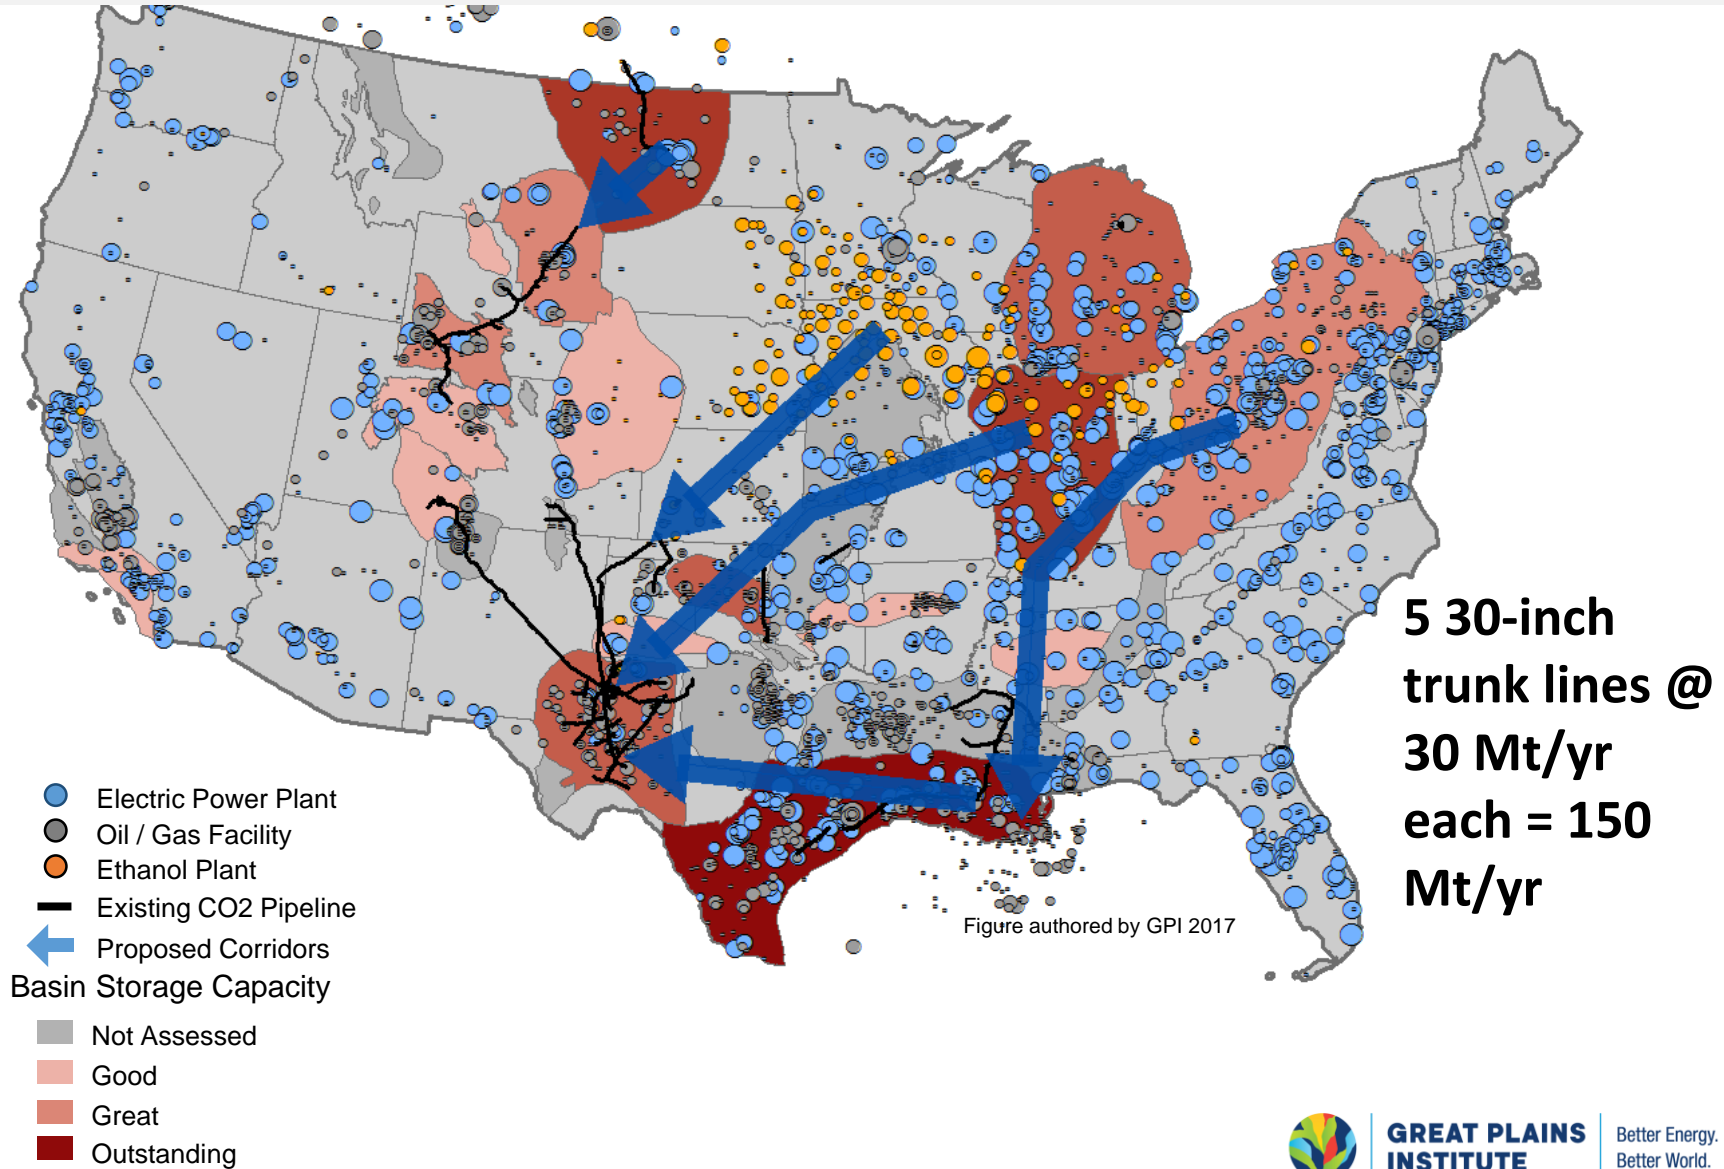 5 30-inch
trunk lines @
30 Mt/yr
each = 150
Mt/yr
Electric Power Plant
Oil / Gas Facility
Ethanol Plant
Existing CO2 Pipeline
Proposed Corridors
Basin Storage Capacity
Not Assessed
Good
Great
Outstanding
Figure authored by GPI 2017
GREAT PLAINS
INSTITUTE
Better Energy.
Better World.